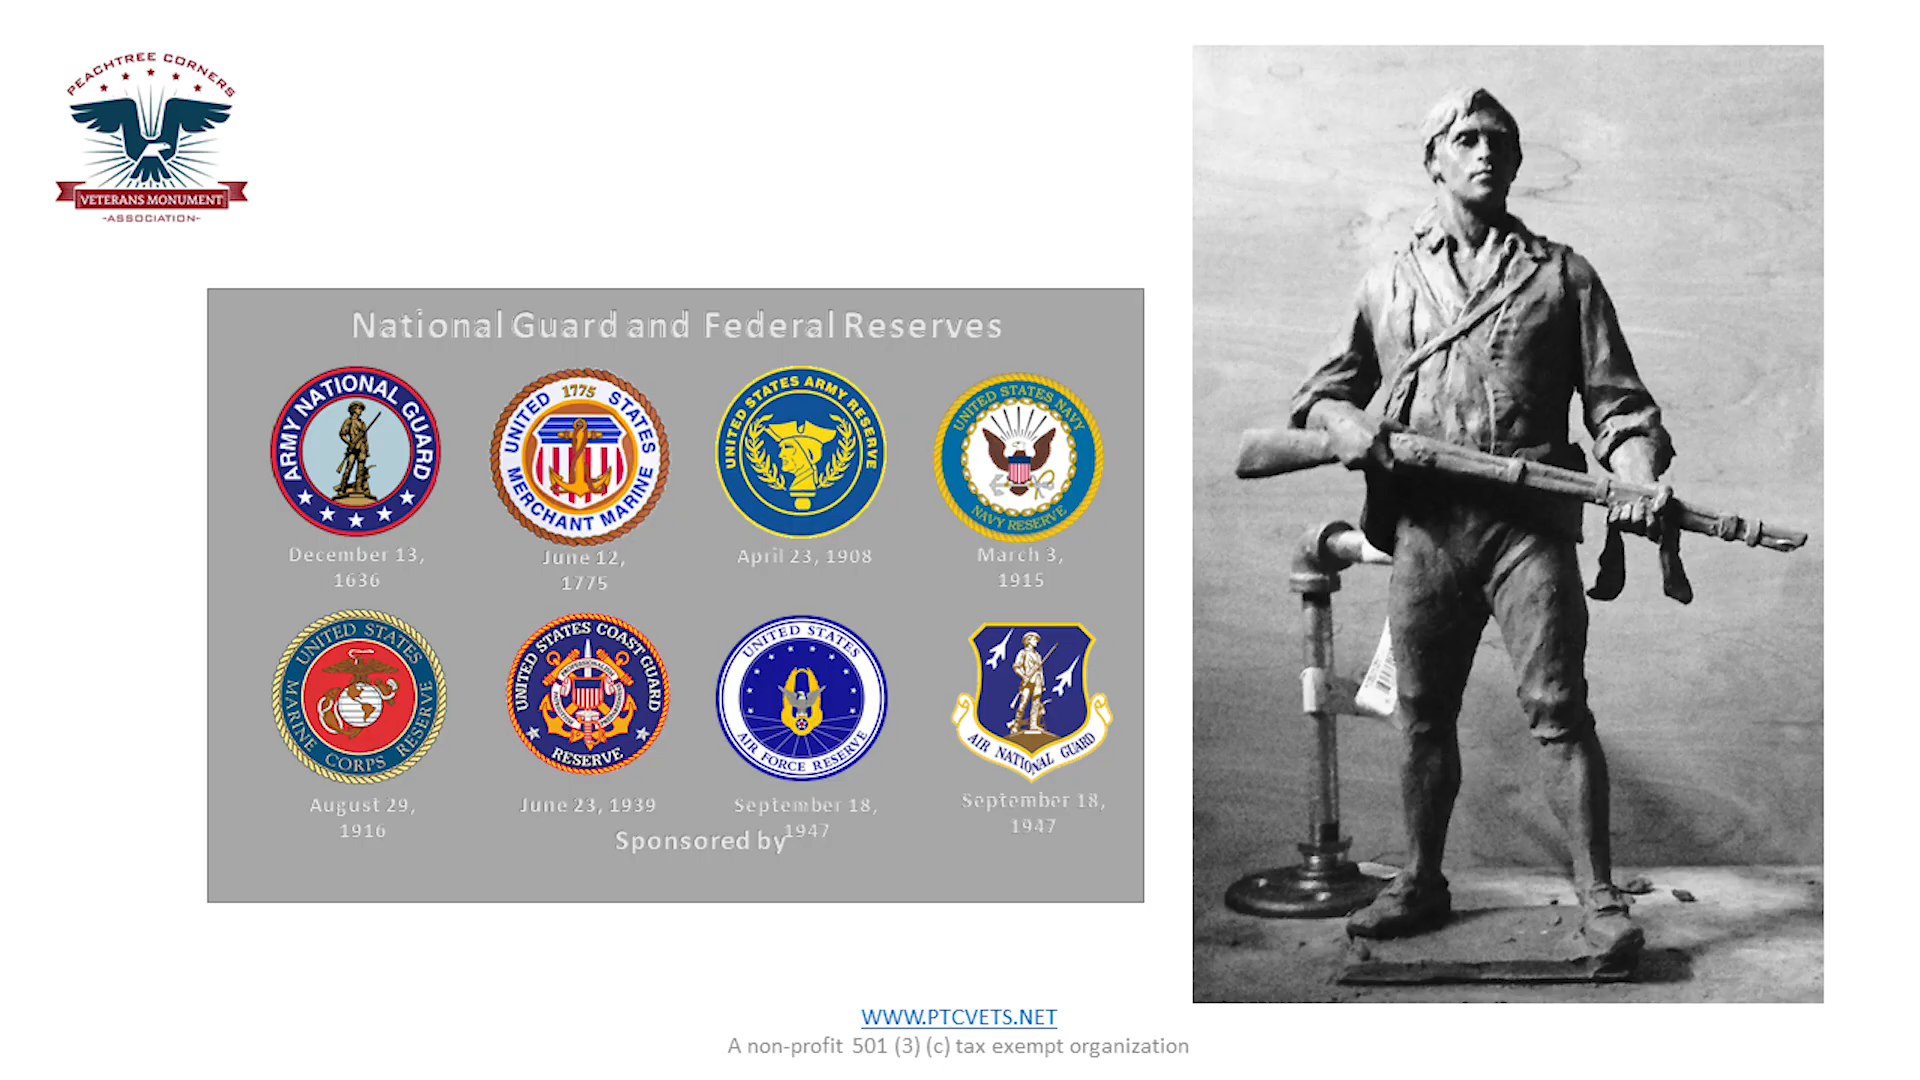 PEACHTREE CORNERS
VETERANS MONUMENT
-ASSOCIATION-
National Guard and Federal Reserves
ARMY NATIONAL GUARD
1775
UNITED STATES
MERCHANT MARINE
UNITED STATES ARMY RESERVE
UNITED STATES NAVY
NAVY RESERVE
December 13,
1636
June 12,
1775
April 23, 1908
March 3,
1915
UNITED STATES
MARINE CORPS RESERVE
UNITED STATES COAST GUARD
RESERVE
UNITED STATES
AIR FORCE RESERVE
AIR NATIONAL GUARD
August 29,
1916
June 23, 1939
September 18,
1947
September 18,
1947
Sponsored by
WWW.PTCVETS.NET
A non-profit 501 (3) (c) tax exempt organization